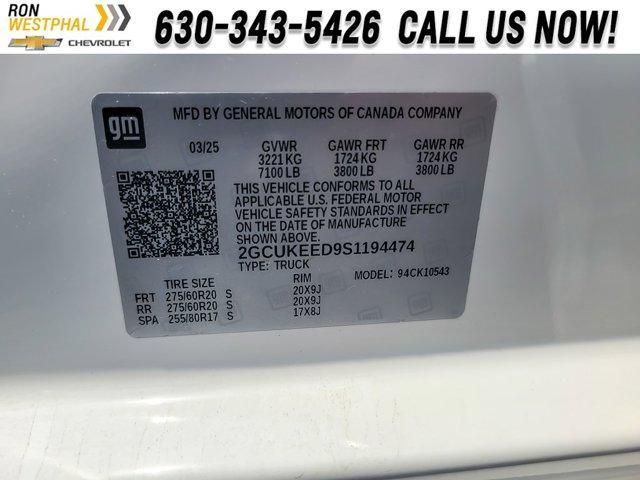 RON
WESTPHAL
CHEVROLET
630-343-5426 CALL US NOW!
gm
MFD BY GENERAL MOTORS OF CANADA COMPANY
03/25 GVWR GAWR FRT GAWR RR
3221 KG 1724 KG 1724 KG
7100 LB 3800 LB 3800 LB
THIS VEHICLE CONFORMS TO ALL
APPLICABLE U.S. FEDERAL MOTOR
VEHICLE SAFETY STANDARDS IN EFFECT
ON THE DATE OF MANUFACTURE
SHOWN ABOVE.
2GCUKEED9S1194474
TYPE: TRUCK MODEL: 94CK10543
TIRE SIZE RIM
FRT 275/60R20 S 20X9J
RR 275/60R20 S 20X9J
SPA 255/80R17 S 17X8J